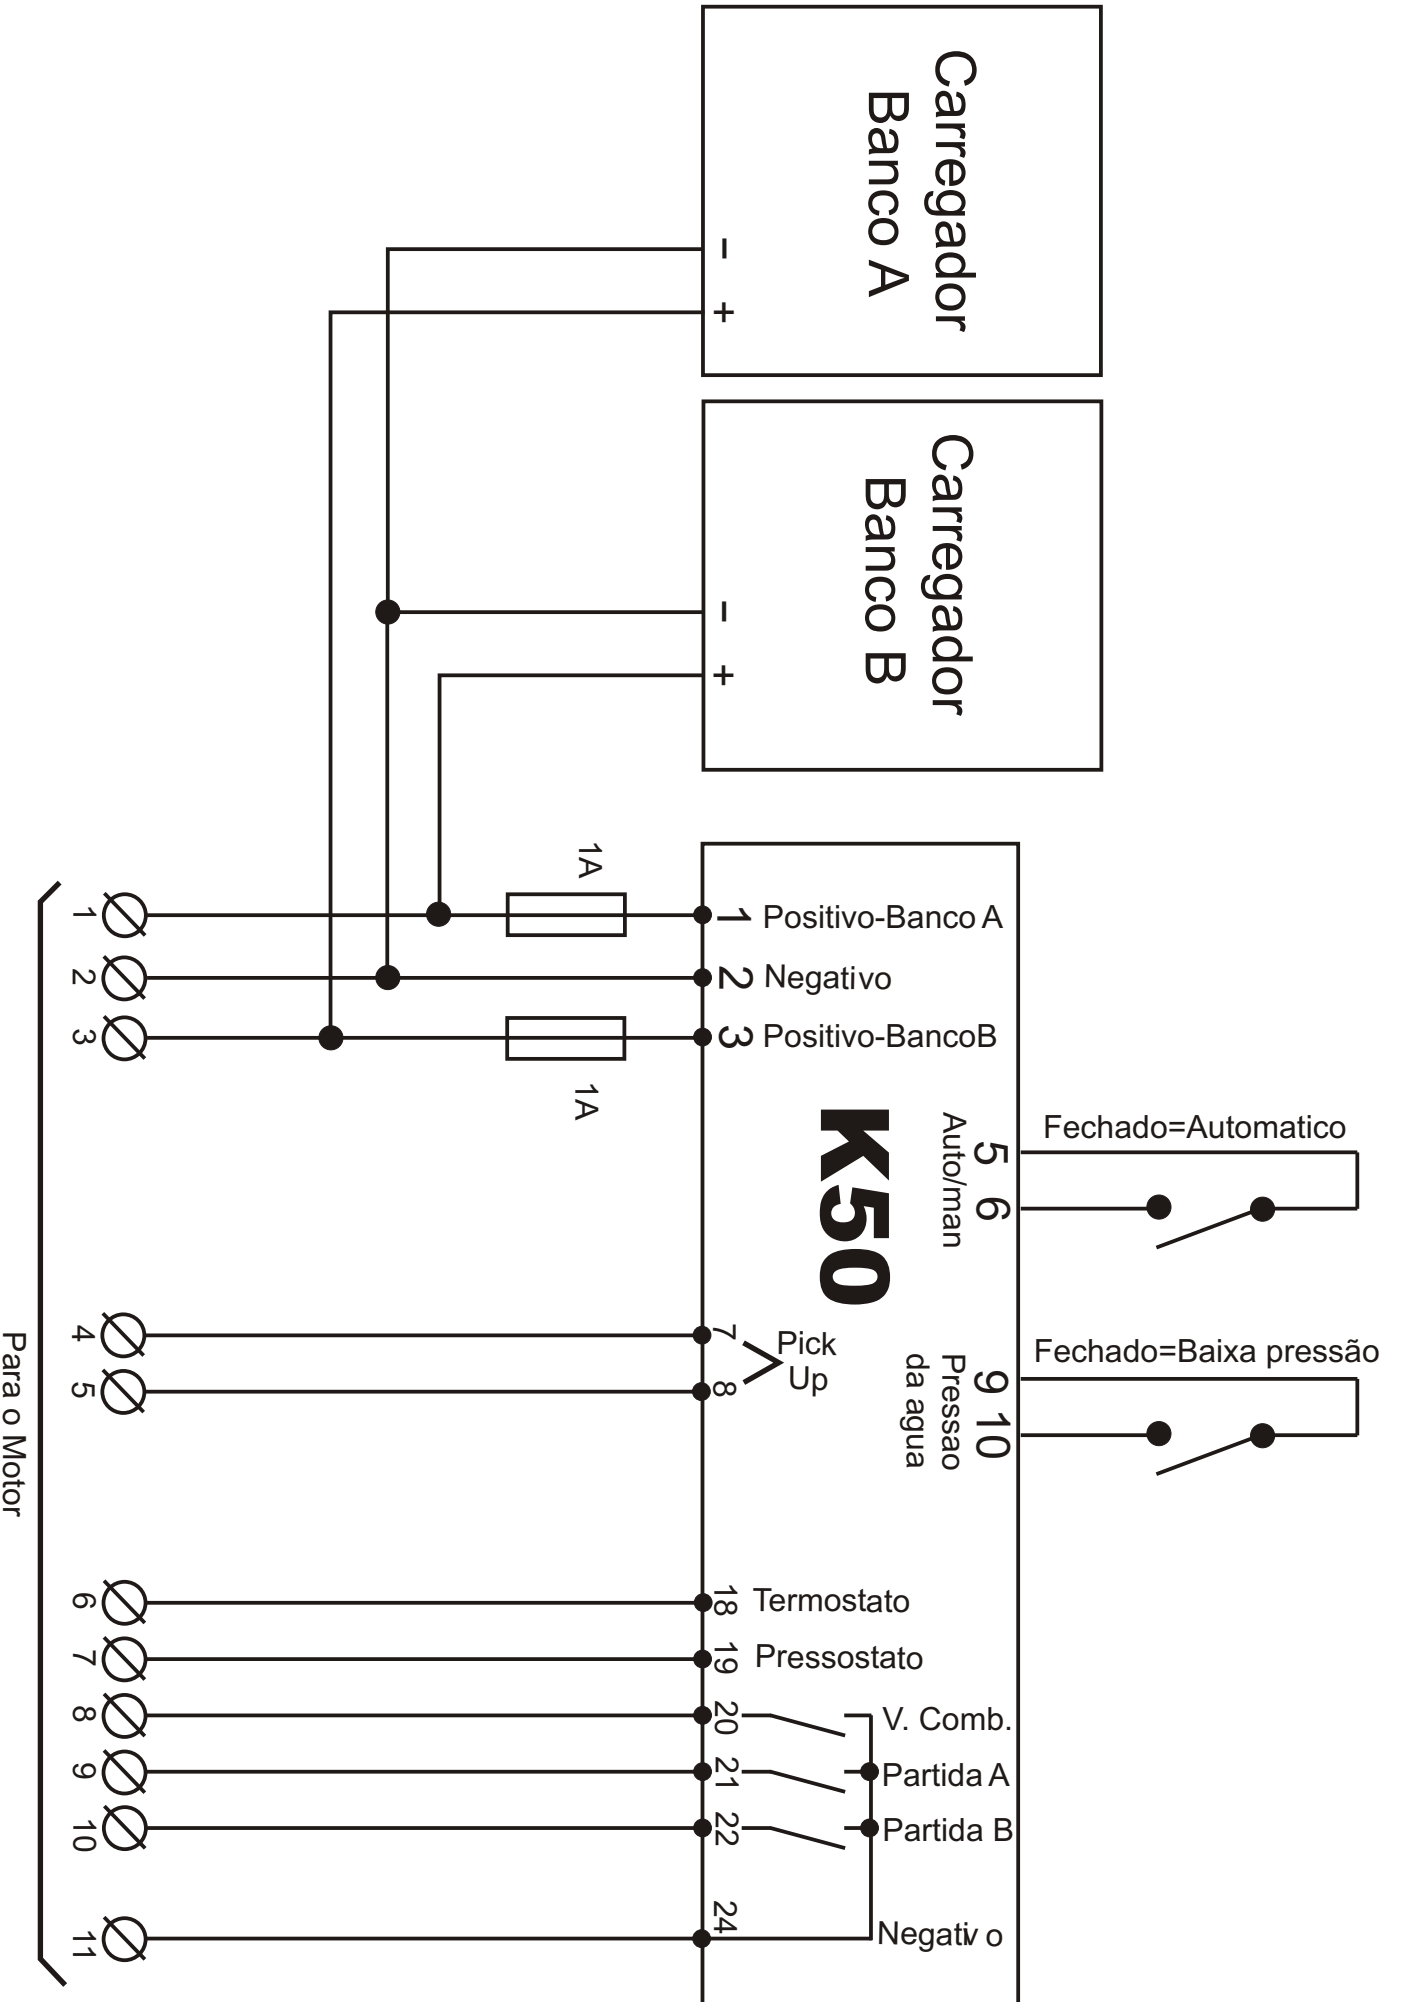 Carregador
Banco A
-
+
Carregador
Banco B
-
+
1A
1
1 Positivo-Banco A
2
2 Negativo
3
3 Positivo-BancoB
1A
K50
5 6
Auto/man
Fechado=Automatico
4
7
5
8
Pick
Up
9 10
Pressao
da agua
Fechado=Baixa pressão
6
18 Termostato
7
19 Pressostato
8
20 V. Comb.
9
21 Partida A
10
22 Partida B
11
24 Negativo
Para o Motor